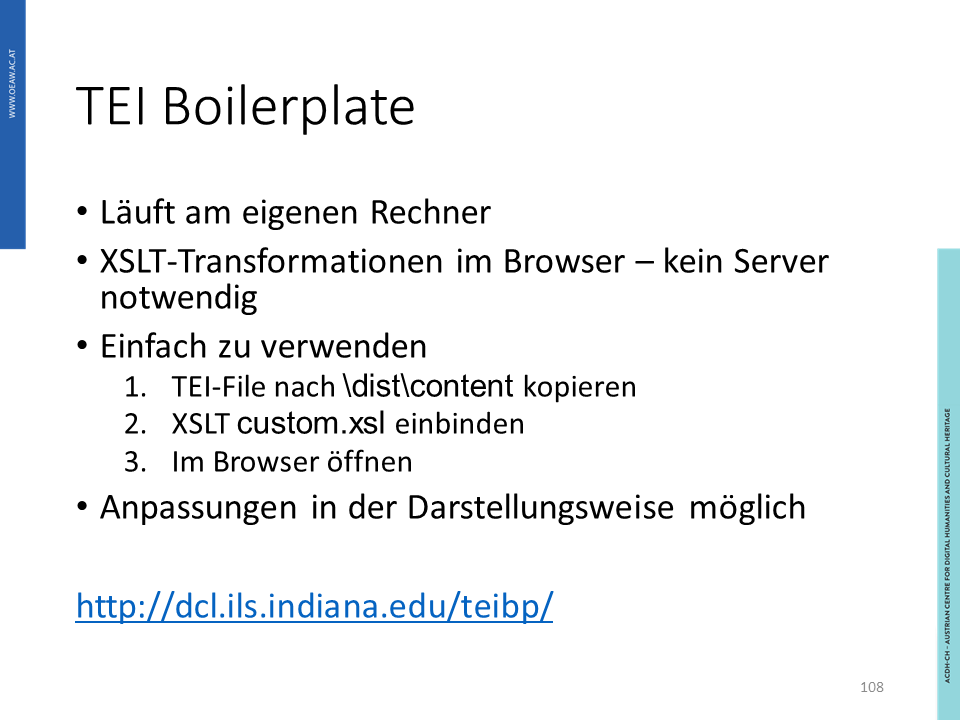 WWW.OEAW.AC.AT
TEI Boilerplate
• Läuft am eigenen Rechner
• XSLT-Transformationen im Browser – kein Server
notwendig
• Einfach zu verwenden
1. TEI-File nach \dist\content kopieren
2. XSLT custom.xsl einbinden
3. Im Browser öffnen
• Anpassungen in der Darstellungsweise möglich
http://dcl.ils.indiana.edu/teibp/
ACDH-CH – AUSTRIAN CENTRE FOR DIGITAL HUMANITIES AND CULTURAL HERITAGE
108